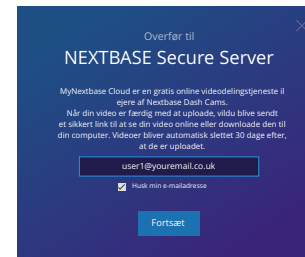 Overfør til
NEXTBASE Secure Server
MyNextbase Cloud er en gratis online videodelingstjeneste il
ejere af Nextbase Dash Cams.
Når din video er færdig med at uploade, vildu blive sendt
et sikkert link til at se din video online eller downloade den til
din computer. Videoer bliver automatisk slettet 30 dage efter,
at de er uploadet.
user1@youremail.co.uk
Husk min e-mailadresse
Fortsæt